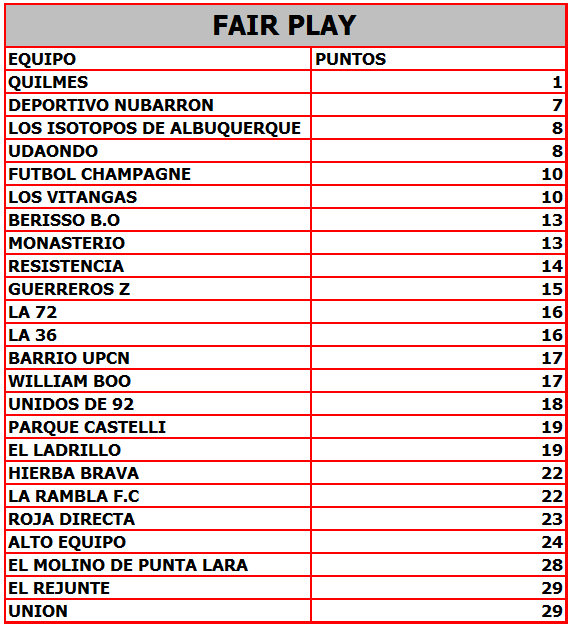 FAIR PLAY
EQUIPO PUNTOS
QUILMES 1
DEPORTIVO NUBARRON 7
LOS ISOTOPOS DE ALBUQUERQUE 8
UDAONDO 8
FUTBOL CHAMPAGNE 10
LOS VITANGAS 10
BERISSO B.O 13
MONASTERIO 13
RESISTENCIA 14
GUERREROS Z 15
LA 72 16
LA 36 16
BARRIO UPCN 17
WILLIAM BOO 17
UNIDOS DE 92 18
PARQUE CASTELLI 19
EL LADRILLO 19
HIERBA BRAVA 22
LA RAMBLA F.C 22
ROJA DIRECTA 23
ALTO EQUIPO 24
EL MOLINO DE PUNTA LARA 28
EL REJUNTE 29
UNION 29